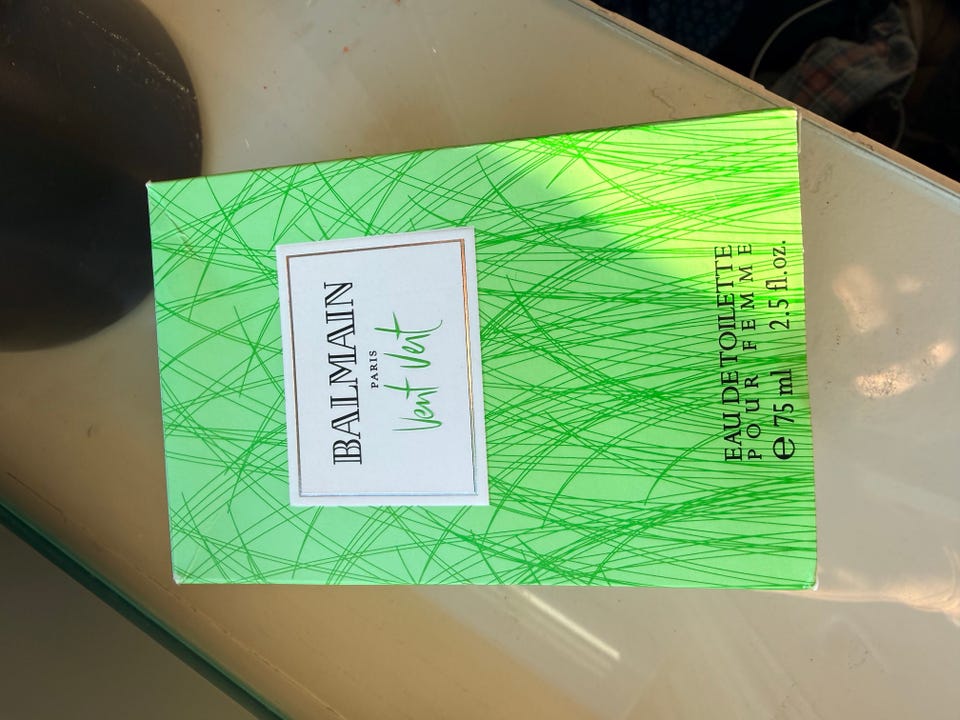 BALMAIN
PARIS
Vent Vert
EAU DE TOILETTE
POUR FEMME
e 75 ml 2.5 fl.oz.